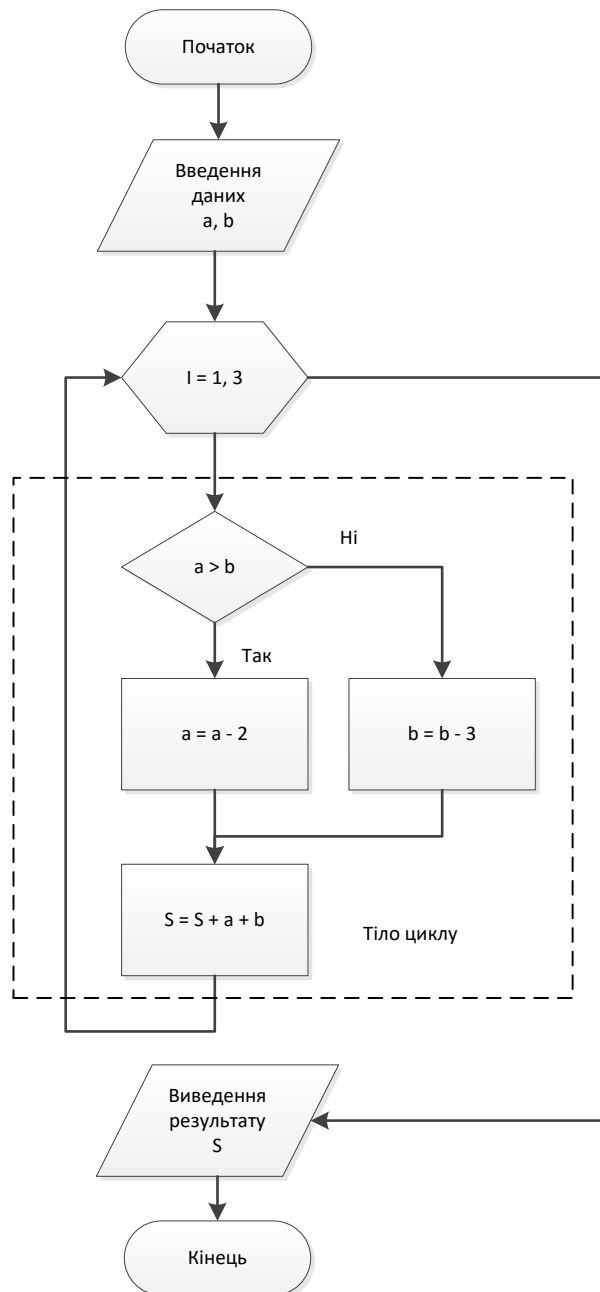 Початок
Введення
даних
a, b
I = 1, 3
a > b
Ні
Так
a = a - 2
b = b - 3
S = S + a + b
Тіло циклу
Виведення
результату
S
Кінець